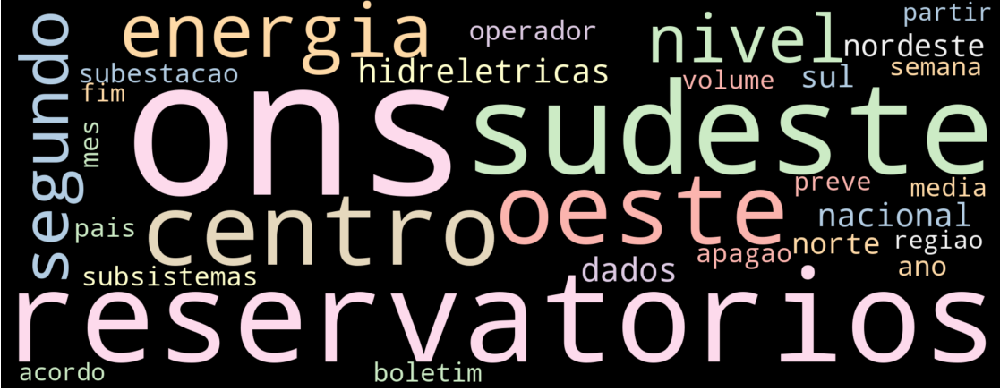 segundo
energia
operador
nivel
partir
nordeste
subestacao
hidreletricas
volume
sul
semana
fim
mes
ons
sudeste
pais
centro
oeste
preve
media
nacional
apagao
norte
regiao
subsistemas
dados
ano
reservatorios
acordo
boletim